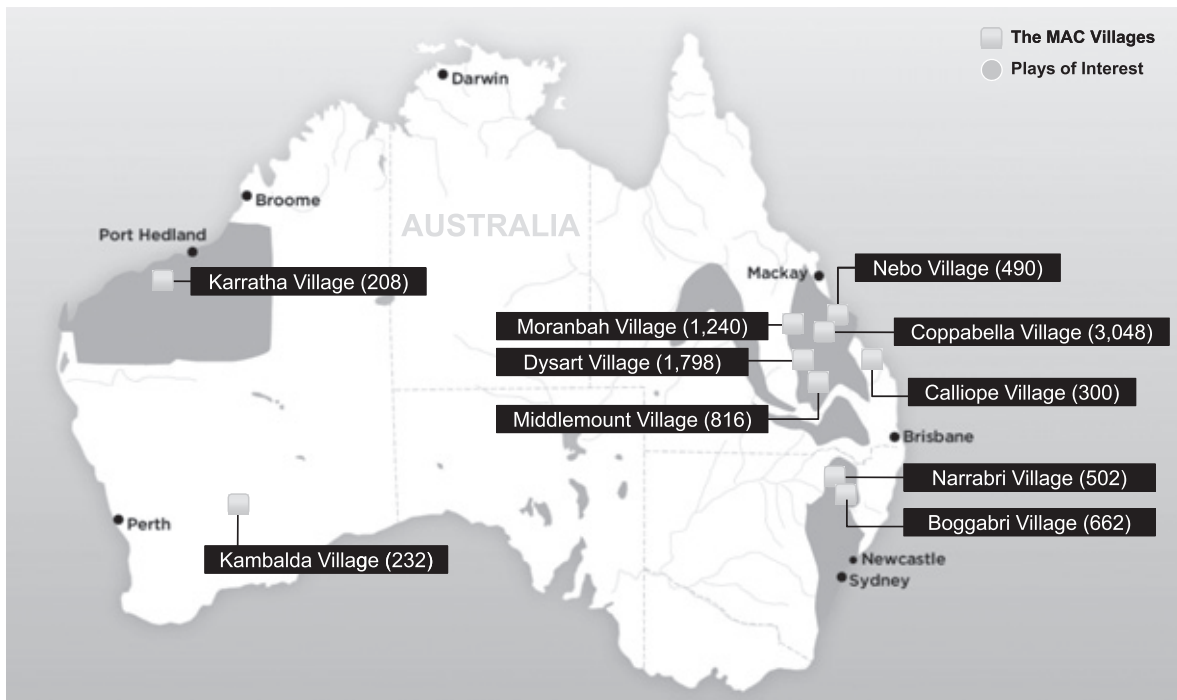 The MAC Villages
Plays of Interest
Darwin
Broome
AUSTRALIA
Port Hedland
Karratha Village (208)
Mackay
Nebo Village (490)
Moranbah Village (1,240)
Coppabella Village (3,048)
Dysart Village (1,798)
Calliope Village (300)
Middlemount Village (816)
Brisbane
Narrabri Village (502)
Boggabri Village (662)
Perth
Kambalda Village (232)
Newcastle
Sydney